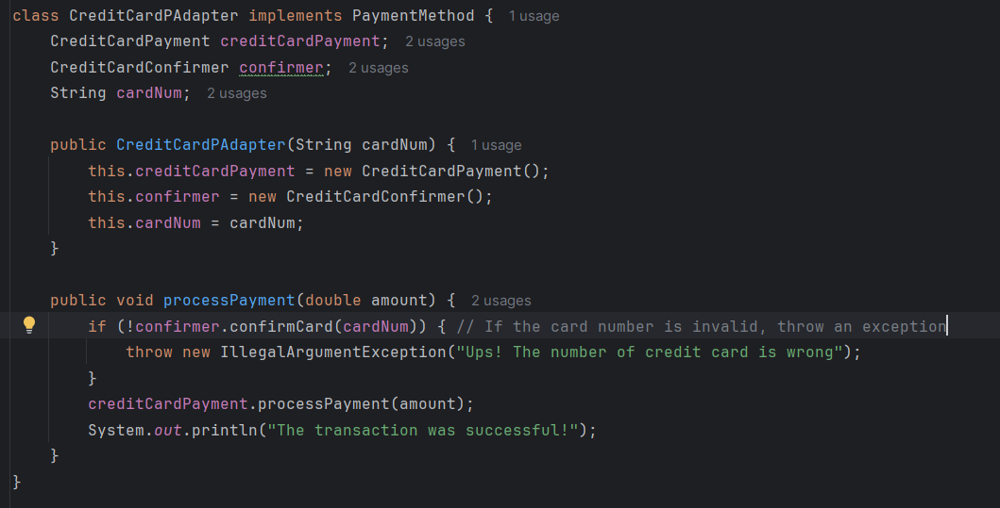 class CreditCardPAdapter implements PaymentMethod { 1 usage
CreditCardPayment creditCardPayment; 2 usages
CreditCardConfirmer confirmer; 2 usages
String cardNum; 2 usages
public CreditCardPAdapter(String cardNum) { 1 usage
this.creditCardPayment = new CreditCardPayment();
this.confirmer = new CreditCardConfirmer();
this.cardNum = cardNum;
}
public void processPayment(double amount) { 2 usages
if (!confirmer.confirmCard(cardNum)) { // If the card number is invalid, throw an exception
throw new IllegalArgumentException("Ups! The number of credit card is wrong");
}
creditCardPayment.processPayment(amount);
System.out.println("The transaction was successful!");
}
}